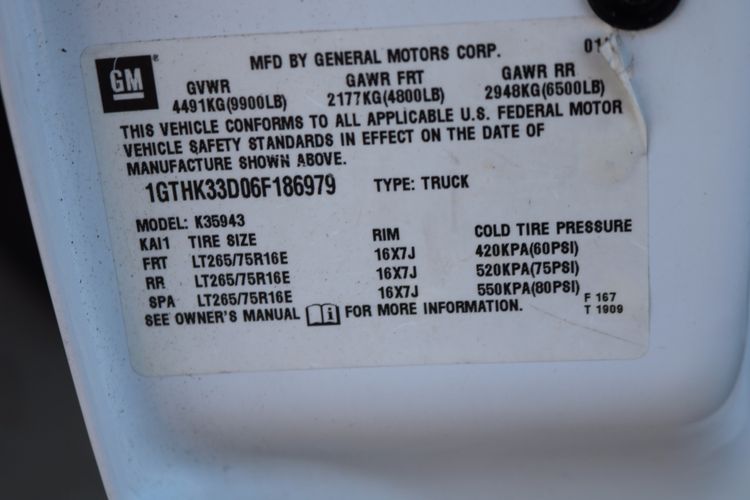 GM
MFD BY GENERAL MOTORS CORP.
GVWR GAWR FRT GAWR RR
4491KG(9900LB) 2177KG(4800LB) 2948KG(6500LB)
THIS VEHICLE CONFORMS TO ALL APPLICABLE U.S. FEDERAL MOTOR
VEHICLE SAFETY STANDARDS IN EFFECT ON THE DATE OF
MANUFACTURE SHOWN ABOVE.
1GTHK33D06F186979 TYPE: TRUCK
MODEL: K35943
KAI1 TIRE SIZE RIM COLD TIRE PRESSURE
FRT LT265/75R16E 16X7J 420KPA(60PSI)
RR LT265/75R16E 16X7J 520KPA(75PSI)
SPA LT265/75R16E 16X7J 550KPA(80PSI)
SEE OWNER'S MANUAL i FOR MORE INFORMATION.
F 167
T 1909